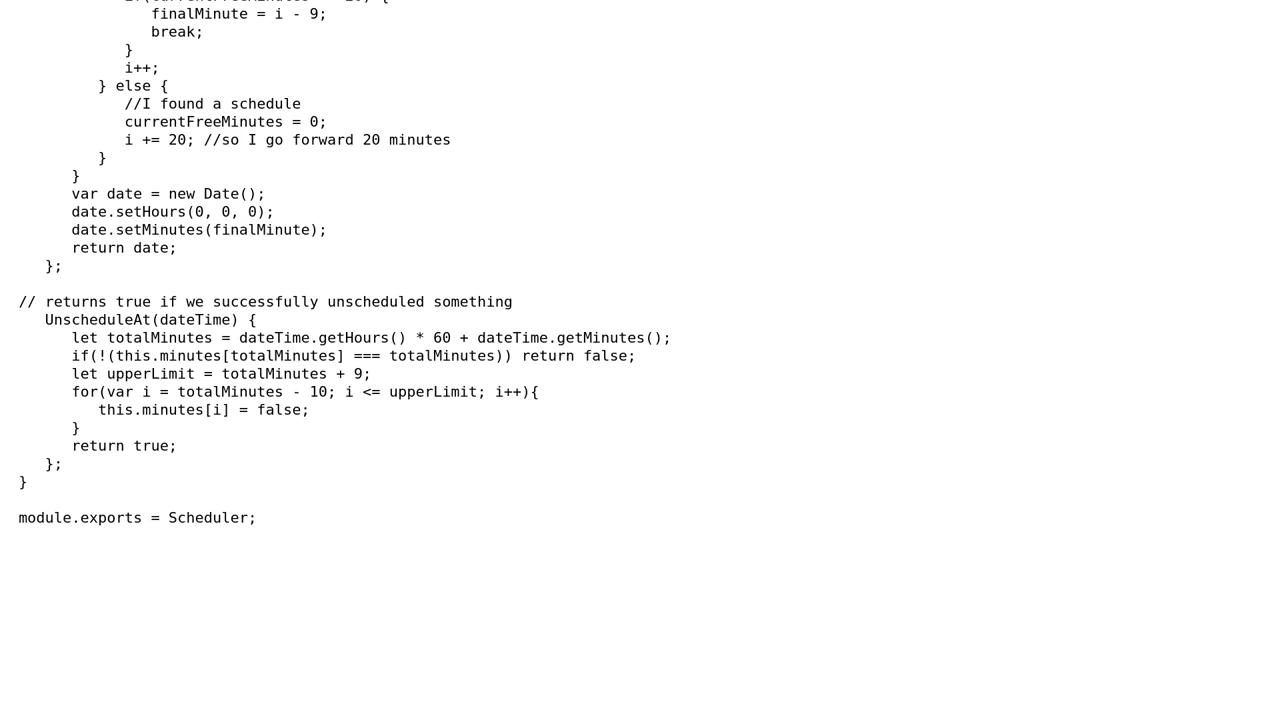 finalMinute = i - 9;
break;
}
i++;
} else {
//I found a schedule
currentFreeMinutes = 0;
i += 20; //so I go forward 20 minutes
}
}
var date = new Date();
date.setHours(0, 0, 0);
date.setMinutes(finalMinute);
return date;
};
// returns true if we successfully unscheduled something
UnscheduleAt(dateTime) {
let totalMinutes = dateTime.getHours() * 60 + dateTime.getMinutes();
if(!(this.minutes[totalMinutes] === totalMinutes)) return false;
let upperLimit = totalMinutes + 9;
for(var i = totalMinutes - 10; i <= upperLimit; i++){
this.minutes[i] = false;
}
return true;
};
}
module.exports = Scheduler;